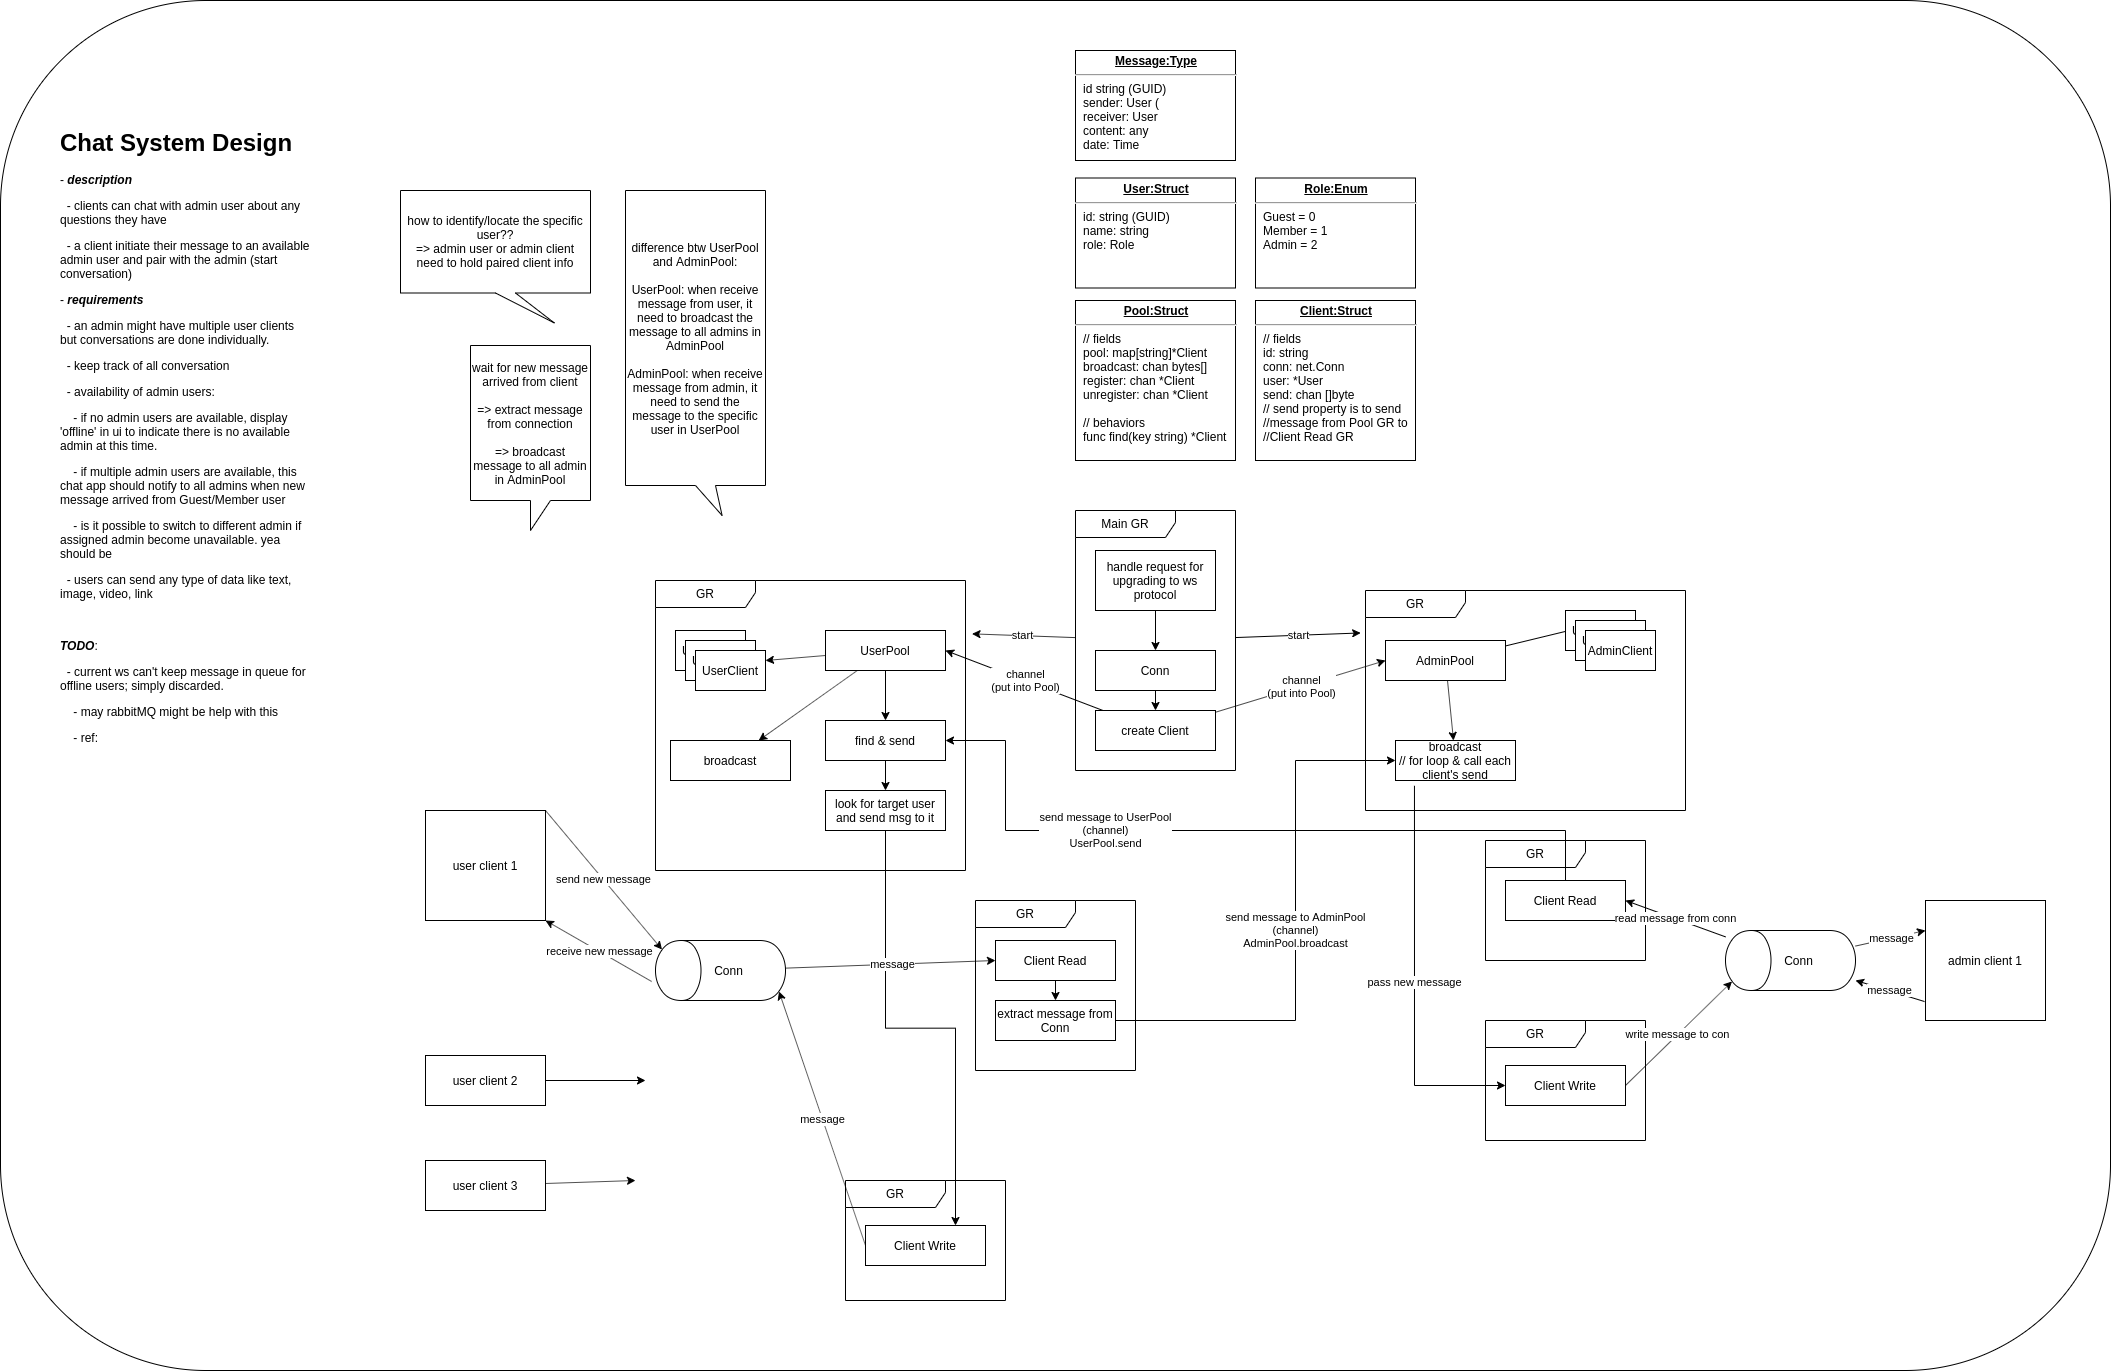 Chat System Design
- description
- clients can chat with admin user about any
questions they have
- a client initiate their message to an available
admin user and pair with the admin (start
conversation)
- requirements
- an admin might have multiple user clients
but conversations are done individually.
- keep track of all conversation
- availability of admin users:
- if no admin users are available, display
'offline' in ui to indicate there is no available
admin at this time.
- if multiple admin users are available, this
chat app should notify to all admins when new
message arrived from Guest/Member user
- is it possible to switch to different admin if
assigned admin become unavailable. yea
should be
- users can send any type of data like text,
image, video, link
TODO:
- current ws can't keep message in queue for
offline users; simply discarded.
- may rabbitMQ might be help with this
- ref:
how to identify/locate the specific
user??
=> admin user or admin client
need to hold paired client info
wait for new message
arrived from client
=> extract message
from connection
=> broadcast
message to all admin
in AdminPool
difference btw UserPool
and AdminPool:
UserPool: when receive
message from user, it
need to broadcast the
message to all admins in
AdminPool
AdminPool: when receive
message from admin, it
need to send the
message to the specific
user in UserPool
Message:Type
id string (GUID)
sender: User (
receiver: User
content: any
date: Time
User:Struct
id: string (GUID)
name: string
role: Role
Role:Enum
Guest = 0
Member = 1
Admin = 2
Pool:Struct
// fields
pool: map[string]*Client
broadcast: chan bytes[]
register: chan *Client
unregister: chan *Client
// behaviors
func find(key string) *Client
Client:Struct
// fields
id: string
conn: net.Conn
user: *User
send: chan []byte
// send property is to send
//message from Pool GR to
//Client Read GR
Main GR
handle request for
upgrading to ws
protocol
Conn
create Client
start
start
channel
(put into Pool)
channel
(put into Pool)
GR
UserClient
UserPool
broadcast
find & send
look for target user
and send msg to it
GR
AdminPool
AdminClient
broadcast
// for loop & call each
client's send
send message to UserPool
(channel)
UserPool.send
user client 1
send new message
receive new message
Conn
message
GR
Client Read
extract message from
Conn
send message to AdminPool
(channel)
AdminPool.broadcast
pass new message
GR
Client Read
read message from conn
Conn
message
message
admin client 1
GR
Client Write
write message to con
user client 2
user client 3
message
GR
Client Write